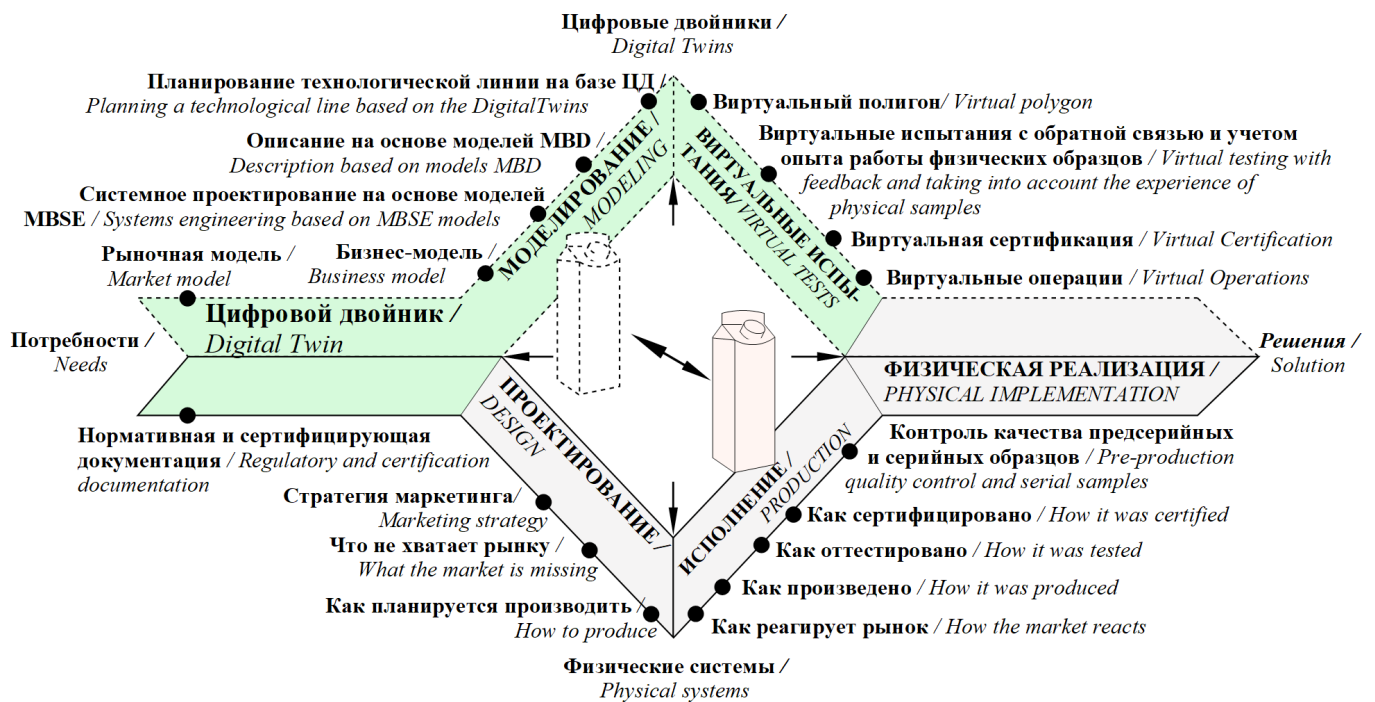 Цифровые двойники /
Digital Twins
Планирование технологической линии на базе ЦД /
Planning a technological line based on the DigitalTwins
Описание на основе моделей MBD /
Description based on models MBD
Системное проектирование на основе моделей
MBSE / Systems engineering based on MBSE models
Рыночная модель /
Market model
Бизнес-модель /
Business model
МОДЕЛИРОВАНИЕ /
MODELING
ВИРТУАЛЬНЫЕ ИСПЫ-
ТАНИЯ/ VIRTUAL TESTS
Виртуальный полигон/ Virtual polygon
Виртуальные испытания с обратной связью и учетом
опыта работы физических образцов / Virtual testing with
feedback and taking into account the experience of
physical samples
Виртуальная сертификация / Virtual Certification
Виртуальные операции / Virtual Operations
Цифровой двойник /
Digital Twin
Потребности /
Needs
Решения /
Solution
ФИЗИЧЕСКАЯ РЕАЛИЗАЦИЯ /
PHYSICAL IMPLEMENTATION
ПРОЕКТИРОВАНИЕ /
DESIGN
ИСПОЛНЕНИЕ /
PRODUCTION
Нормативная и сертифицирующая
документация / Regulatory and certification
documentation
Стратегия маркетинга/
Marketing strategy
Что не хватает рынку /
What the market is missing
Как планируется производить /
How to produce
Контроль качества предсерийных
и серийных образцов / Pre-production
quality control and serial samples
Как сертифицировано / How it was certified
Как оттестировано / How it was tested
Как произведено / How it was produced
Как реагирует рынок / How the market reacts
Физические системы /
Physical systems